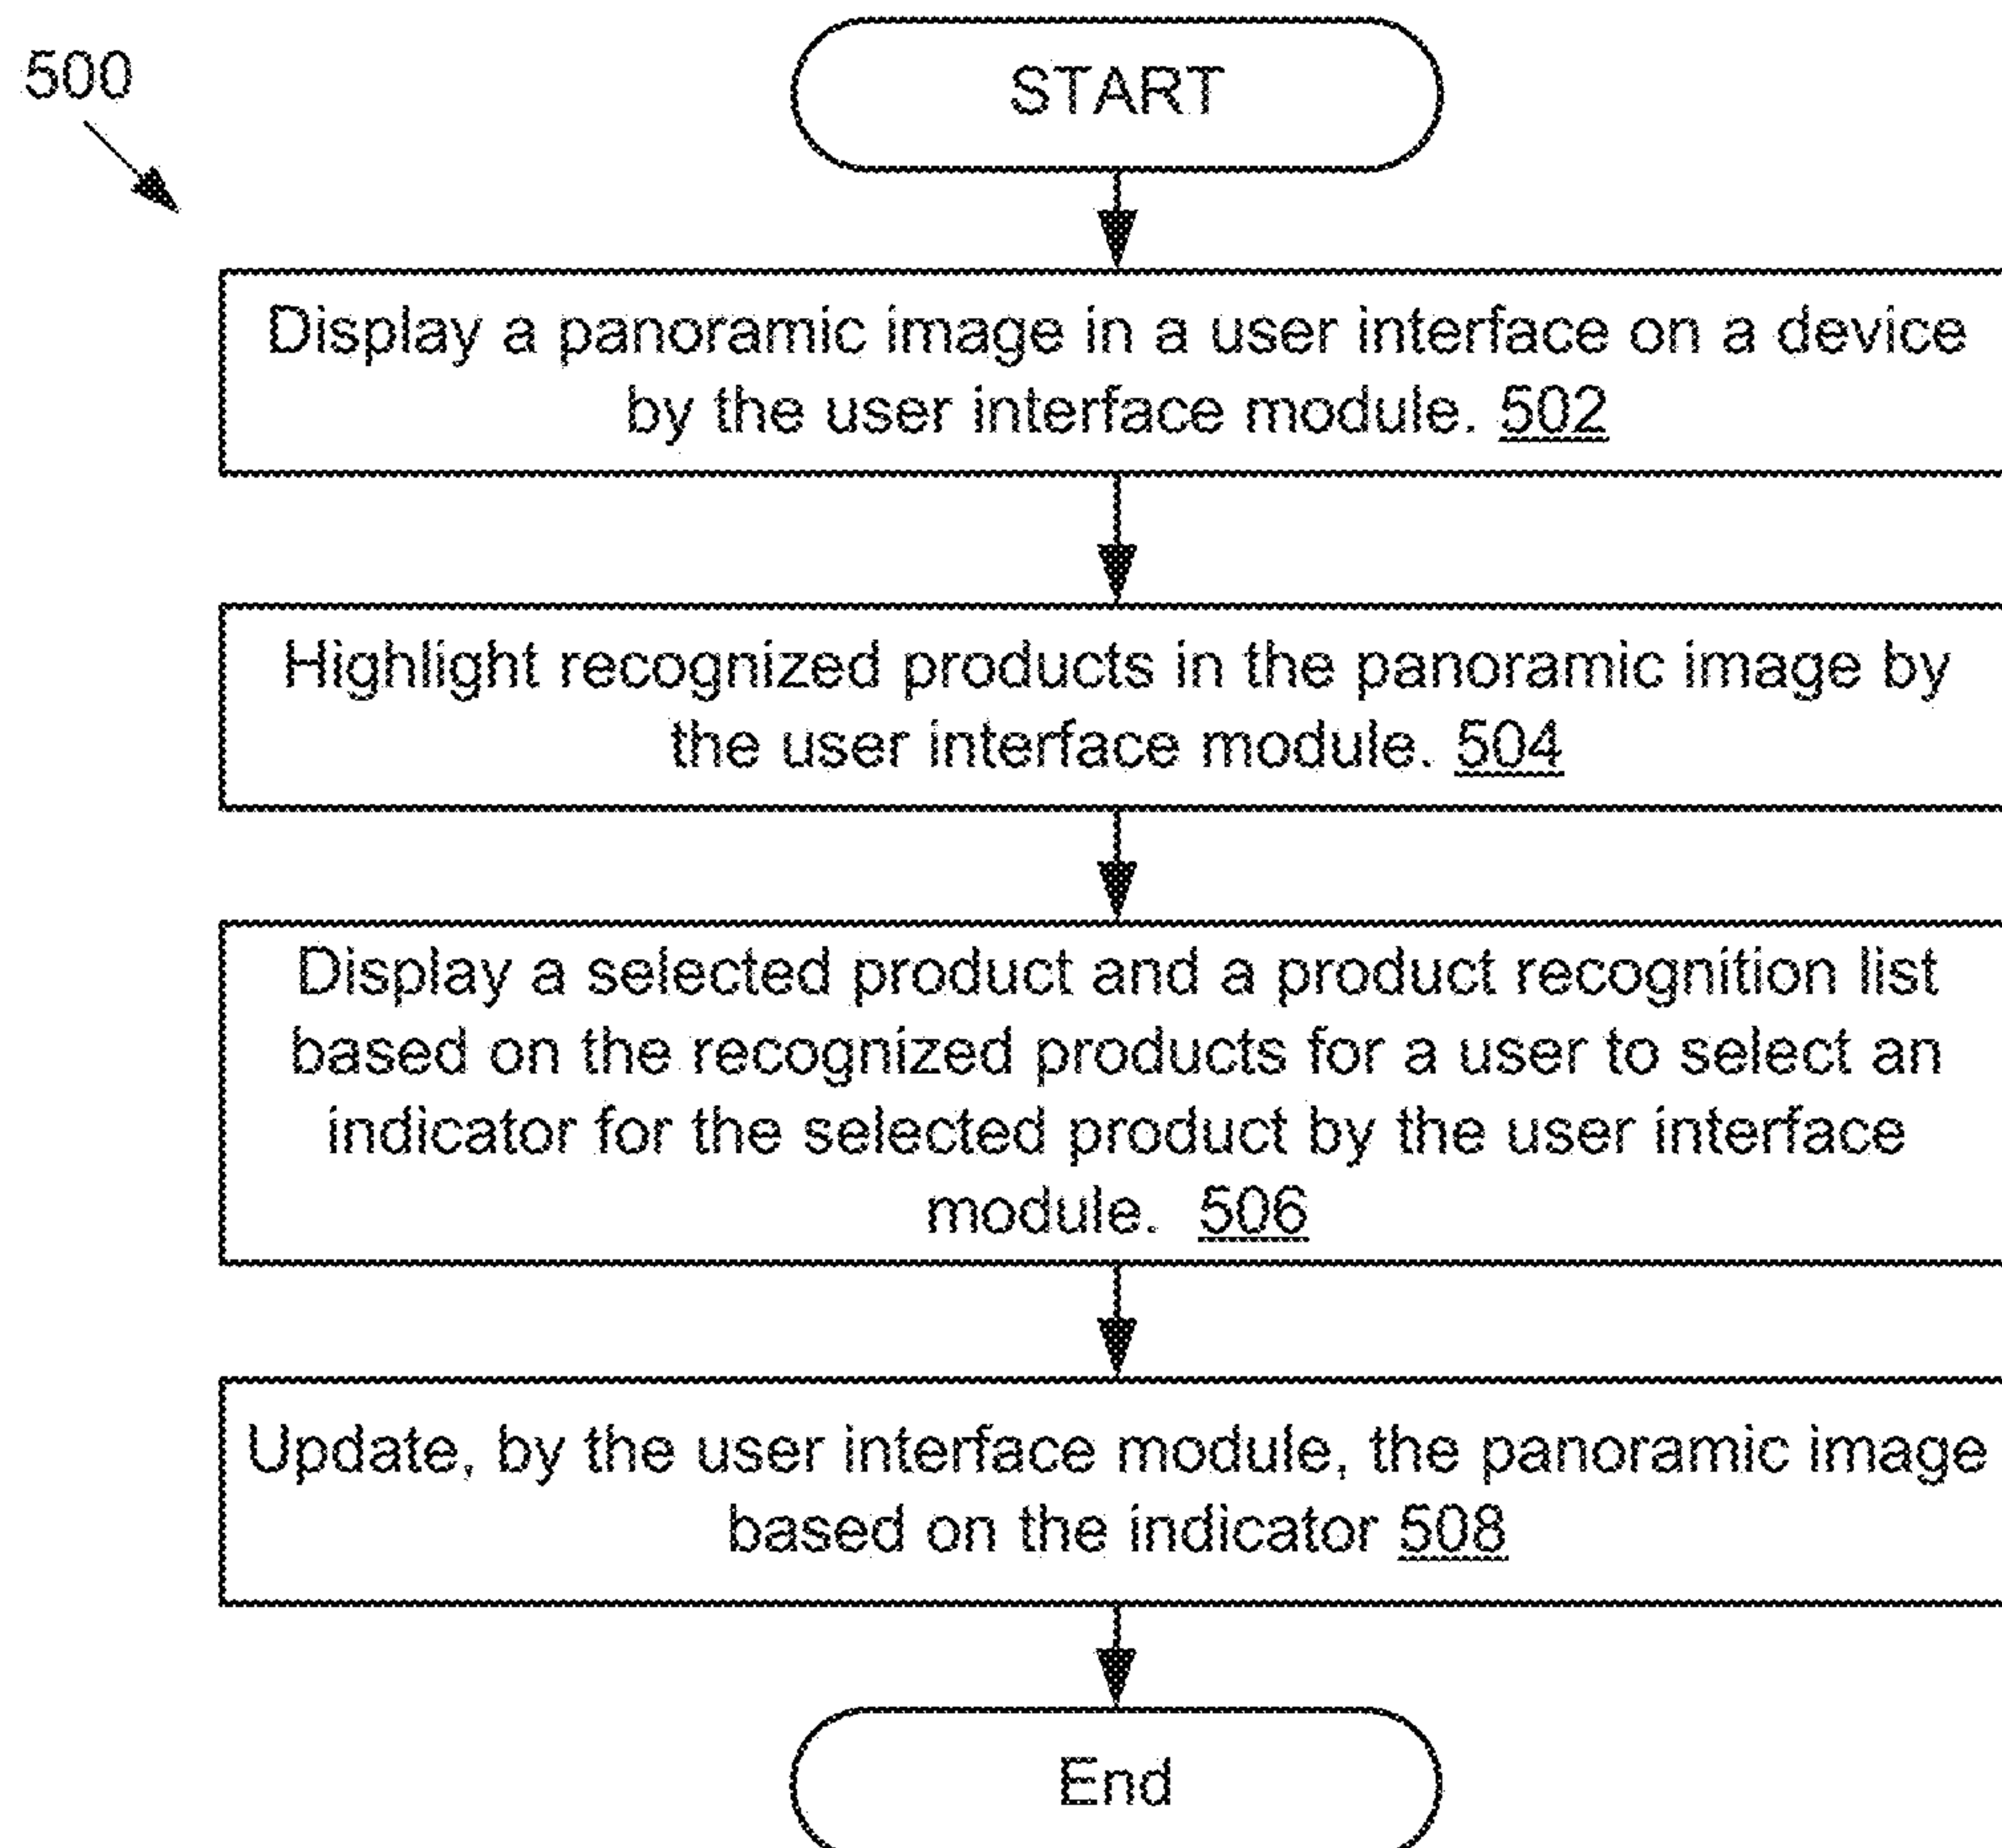 500
START
Display a panoramic image in a user interface on a device
by the user interface module. 502
Highlight recognized products in the panoramic image by
the user interface module. 504
Display a selected product and a product recognition list
based on the recognized products for a user to select an
indicator for the selected product by the user interface
module. 506
Update, by the user interface module, the panoramic image
based on the indicator 508
End